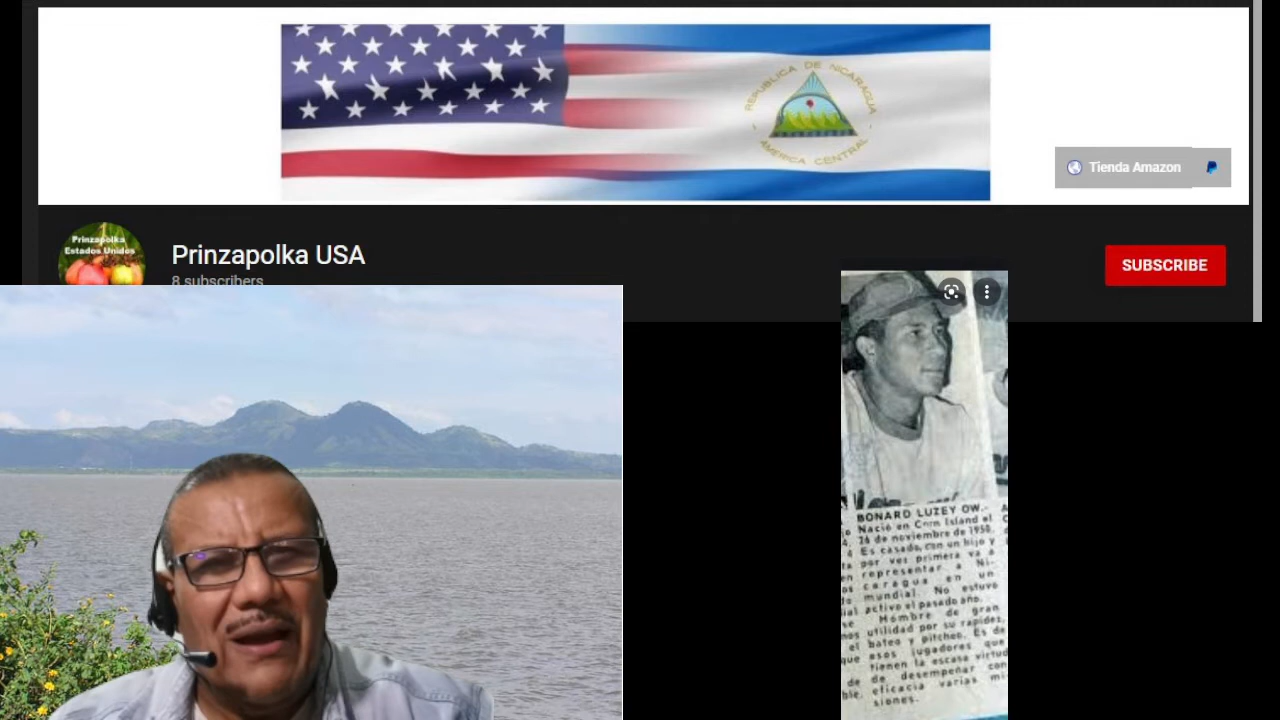 REPUBLICA DE NICARAGUA
AMERICA CENTRAL
Tienda Amazon
Prinzapolka
Estados Unidos
Prinzapolka USA
8 subscribers
SUBSCRIBE
BONARD LUZEY OW.-
Nació en Corn Island el
26 de noviembre de 1950.
Es casado, con un hijo y
por vez primera va a
representar a Ni-
caragua en un
mundial. No estuvo
activo el pasado año.
Hombre de gran
utilidad por su rapidez,
el bateo y pitcheo. Es de
esos jugadores que
tienen la escasa virtud
de desempeñar con
eficacia varias mi-
siones.